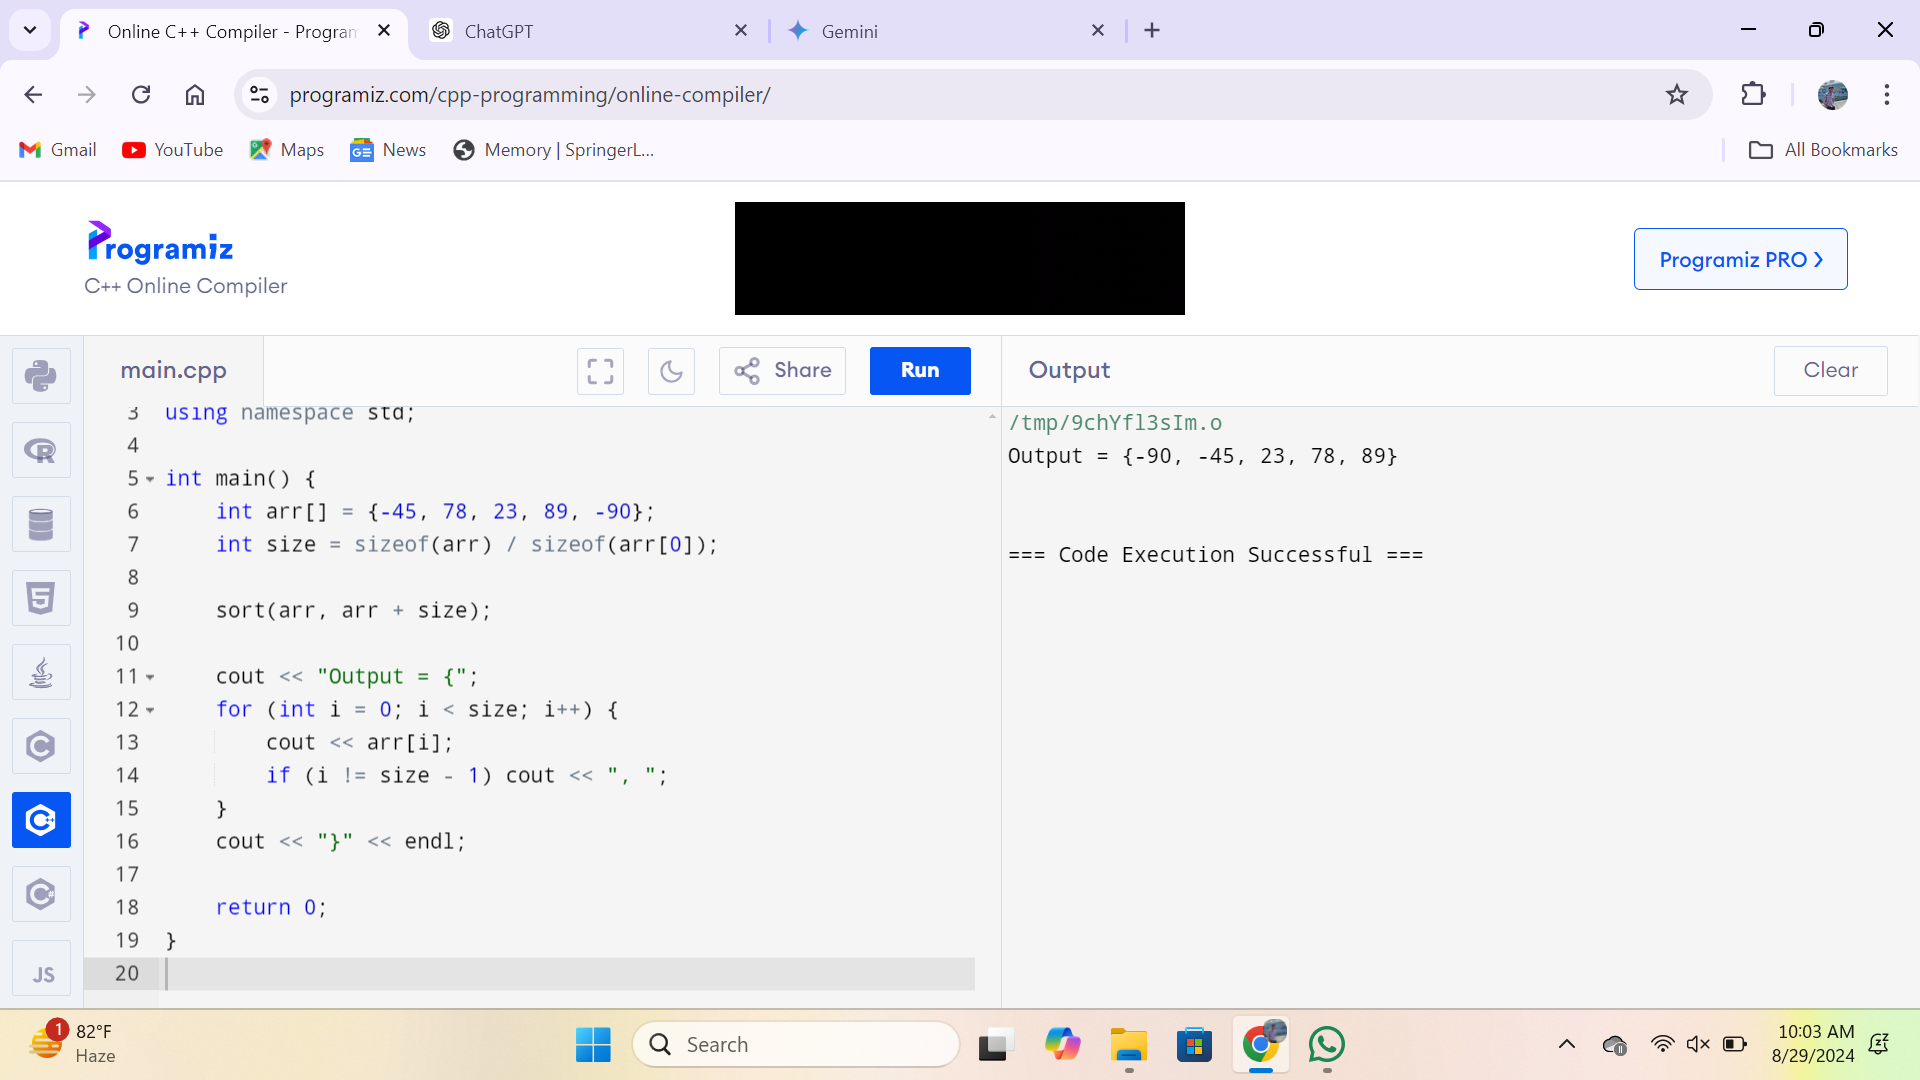 Online C++ Compiler - Program
ChatGPT
Gemini
programiz.com/cpp-programming/online-compiler/
Gmail
YouTube
Maps
News
Memory | SpringerL...
All Bookmarks
Programiz
C++ Online Compiler
Programiz PRO >
main.cpp
Share
Run
Output
Clear
3 using namespace std;
4
5 int main() {
6     int arr[] = {-45, 78, 23, 89, -90};
7     int size = sizeof(arr) / sizeof(arr[0]);
8
9     sort(arr, arr + size);
10
11     cout << "Output = {";
12     for (int i = 0; i < size; i++) {
13         cout << arr[i];
14         if (i != size - 1) cout << ", ";
15     }
16     cout << "}" << endl;
17
18     return 0;
19 }
20
/tmp/9chYfl3sIm.o
Output = {-90, -45, 23, 78, 89}
=== Code Execution Successful ===
JS
1
82°F
Haze
Search
10:03 AM
8/29/2024